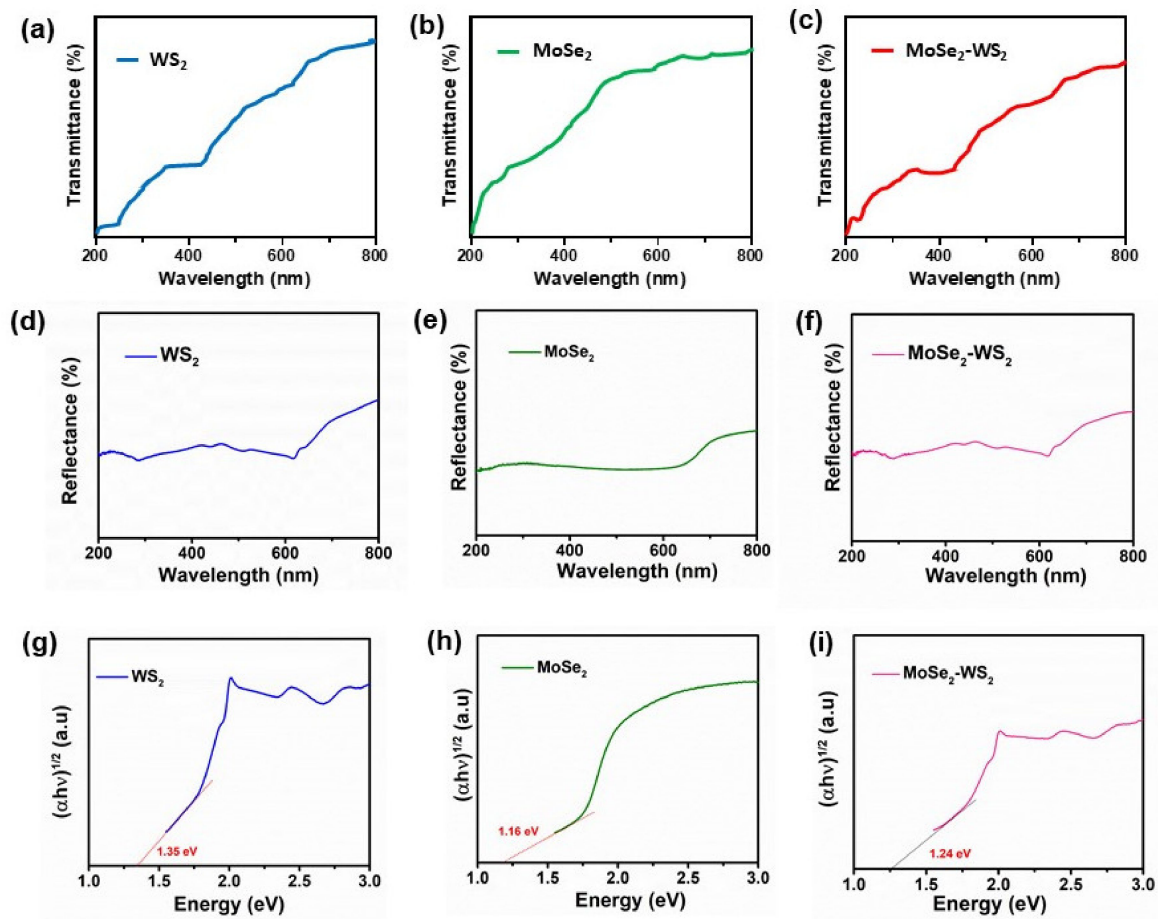 (a)
WS₂
Transmittance (%)
200 400 600 800
Wavelength (nm)
(b)
MoSe₂
Transmittance (%)
200 400 600 800
Wavelength (nm)
(c)
MoSe₂-WS₂
Transmittance (%)
200 400 600 800
Wavelength (nm)
(d)
WS₂
Reflectance (%)
200 400 600 800
Wavelength (nm)
(e)
MoSe₂
Reflectance (%)
200 400 600 800
Wavelength (nm)
(f)
MoSe₂-WS₂
Reflectance (%)
200 400 600 800
Wavelength (nm)
(g)
WS₂
(αhν)¹/² (a.u)
1.35 eV
1.0 1.5 2.0 2.5 3.0
Energy (eV)
(h)
MoSe₂
(αhν)¹/² (a.u)
1.16 eV
1.0 1.5 2.0 2.5 3.0
Energy (eV)
(i)
MoSe₂-WS₂
(αhν)¹/² (a.u)
1.24 eV
1.0 1.5 2.0 2.5 3.0
Energy (eV)